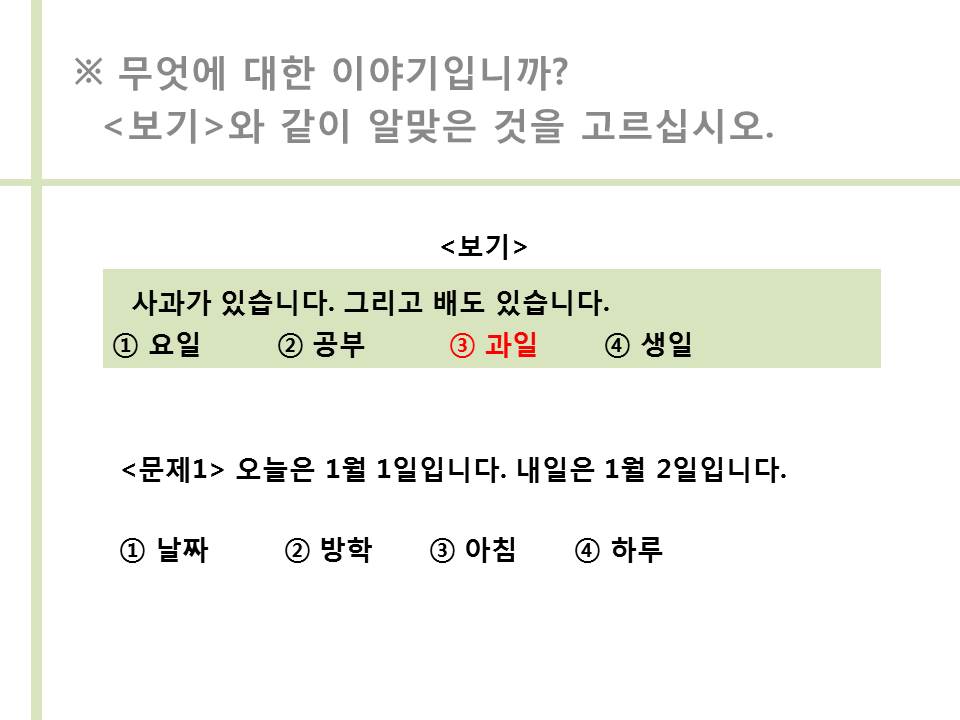 ※ 무엇에 대한 이야기입니까?
<보기>와 같이 알맞은 것을 고르십시오.
<보기>
사과가 있습니다. 그리고 배도 있습니다.
① 요일 ② 공부 ③ 과일 ④ 생일
<문제1> 오늘은 1월 1일입니다. 내일은 1월 2일입니다.
① 날짜 ② 방학 ③ 아침 ④ 하루